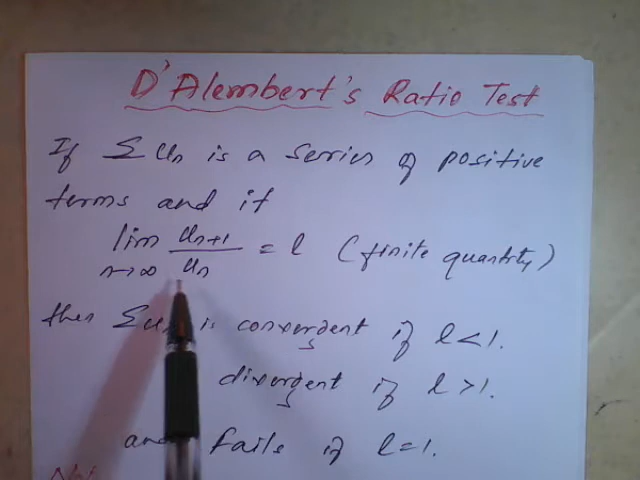 D'Alembert's Ratio Test
If Σ un is a series of positive
terms and if
lim n→∞ un+1/un = l (finite quantity)
then Σun is convergent if l < 1.
divergent if l > 1.
and fails if l = 1.